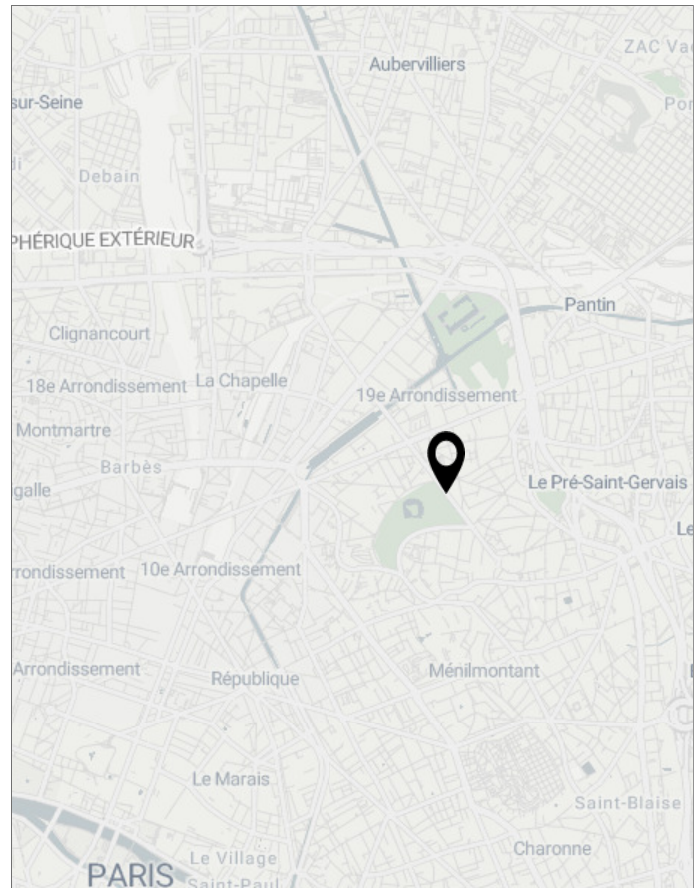 Aubervilliers
ZAC Va
sur-Seine
Por
di
Debain
PHÉRIQUE EXTÉRIEUR
Pantin
Clignancourt
18e Arrondissement
La Chapelle
19e Arrondissement
Montmartre
Barbès
Le Pré-Saint-Gervais
galle
Le
rrondissement
10e Arrondissement
Arrondissement
République
Ménilmontant
Le Marais
Saint-Blaise
Charonne
PARIS
Le Village
Saint-Paul